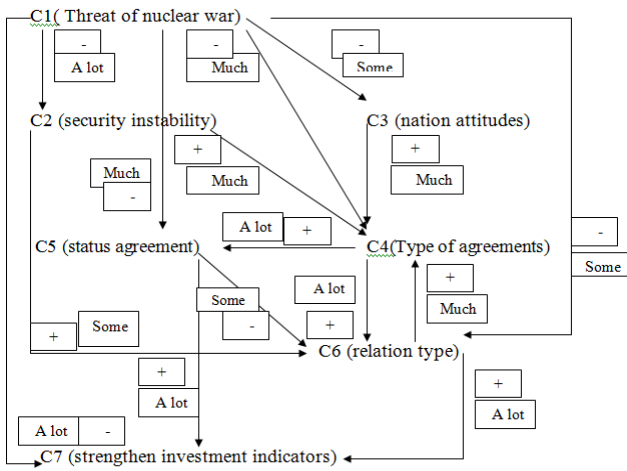 C1( Threat of nuclear war)
- - -
A lot Much Some
C2 (security instability) C3 (nation attitudes)
+ +
Much Much Much
-
A lot + -
C5 (status agreement) C4(Type of agreements)
Some
A lot +
Some Much
Some - +
+
C6 (relation type)
+ +
A lot A lot
A lot -
C7 (strengthen investment indicators)